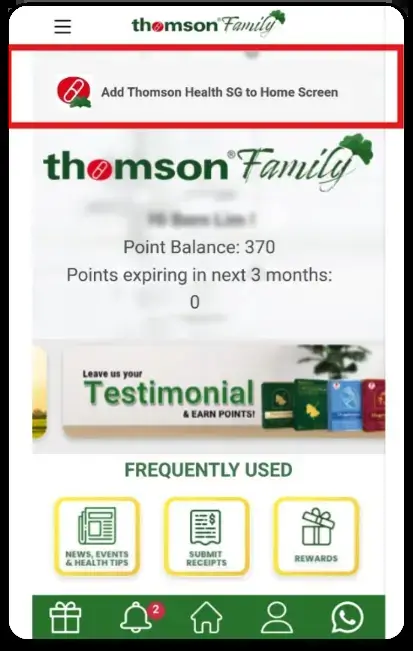 thomson® Family
Add Thomson Health SG to Home Screen
thomson® Family
Point Balance: 370
Points expiring in next 3 months:
0
Leave us your
Testimonial
& EARN POINTS!
FREQUENTLY USED
NEWS, EVENTS
& HEALTH TIPS
SUBMIT
RECEIPTS
REWARDS
2